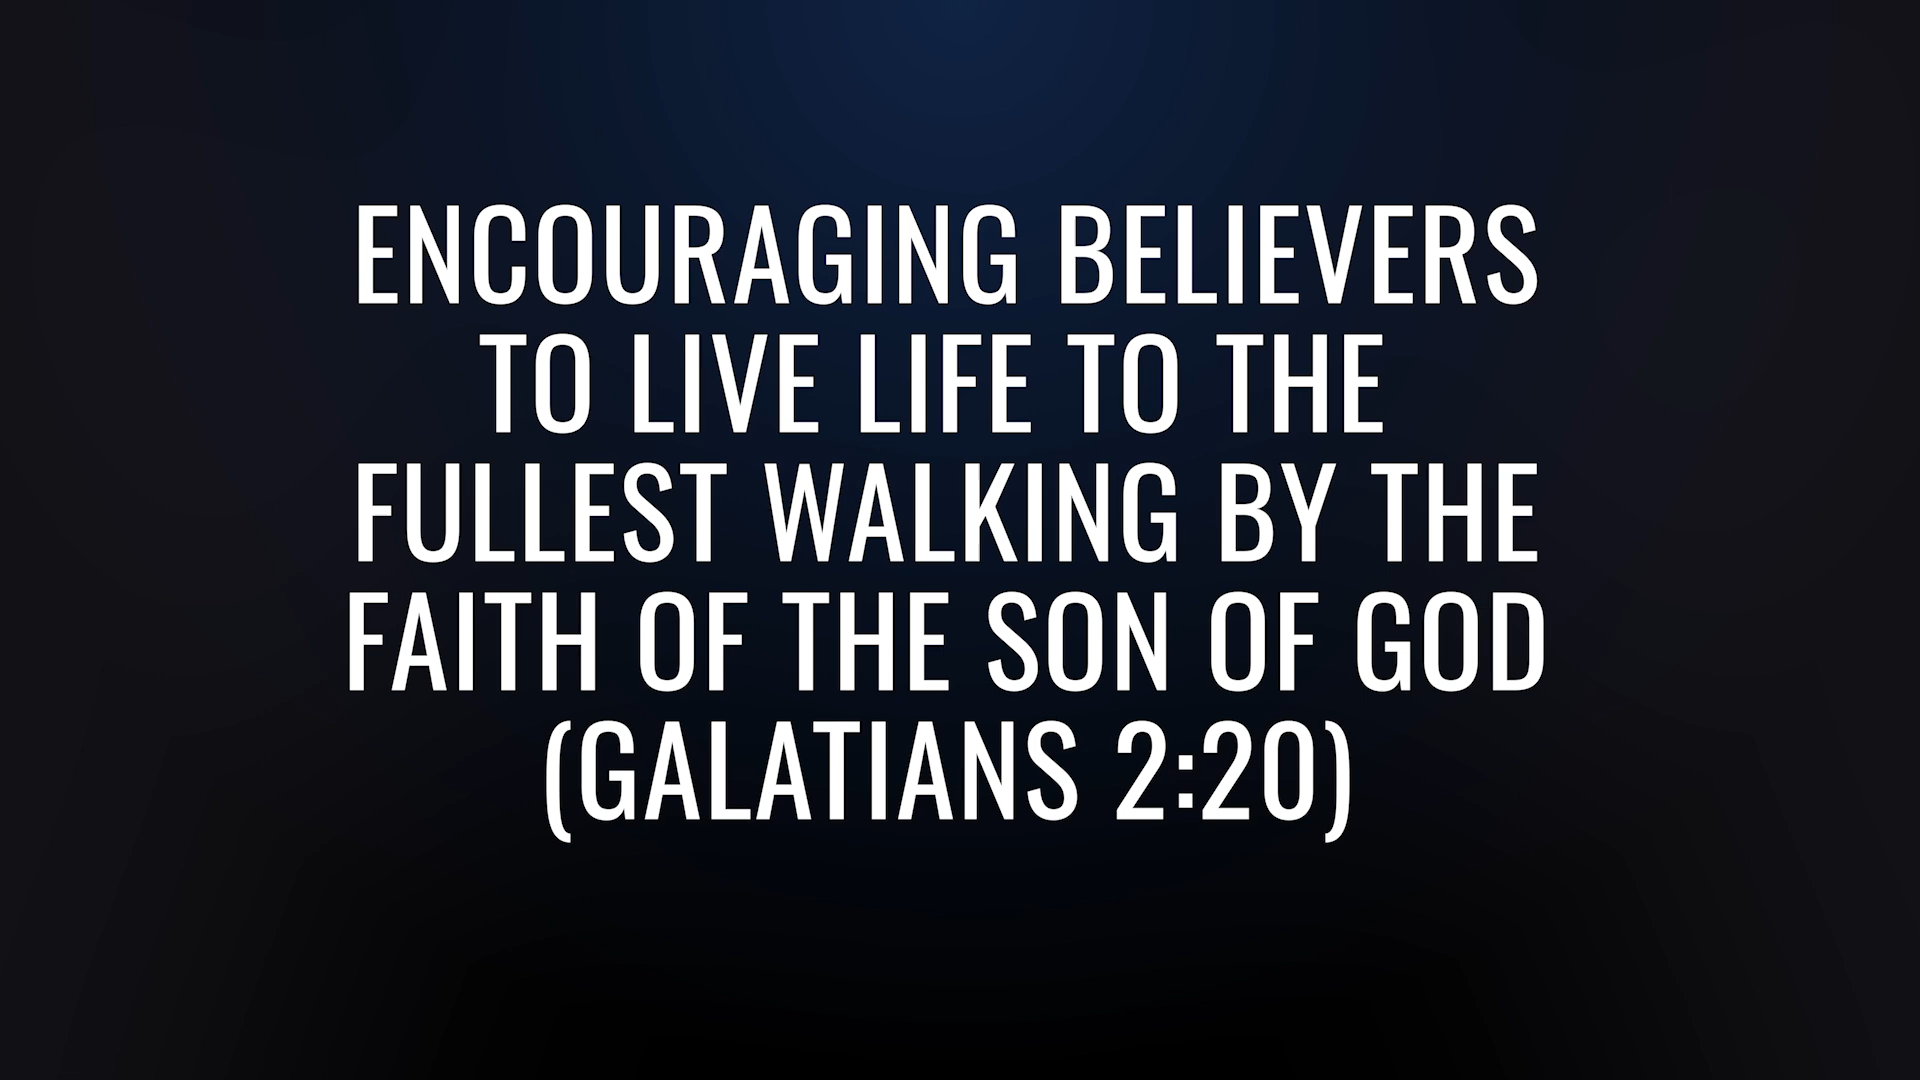 ENCOURAGING BELIEVERS
TO LIVE LIFE TO THE
FULLEST WALKING BY THE
FAITH OF THE SON OF GOD
(GALATIANS 2:20)